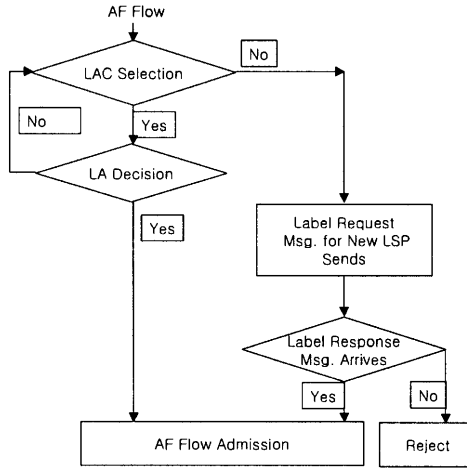 AF Flow
LAC Selection
No
No
Yes
LA Decision
Yes
Label Request
Msg. for New LSP
Sends
Label Response
Msg. Arrives
Yes
No
AF Flow Admission
Reject